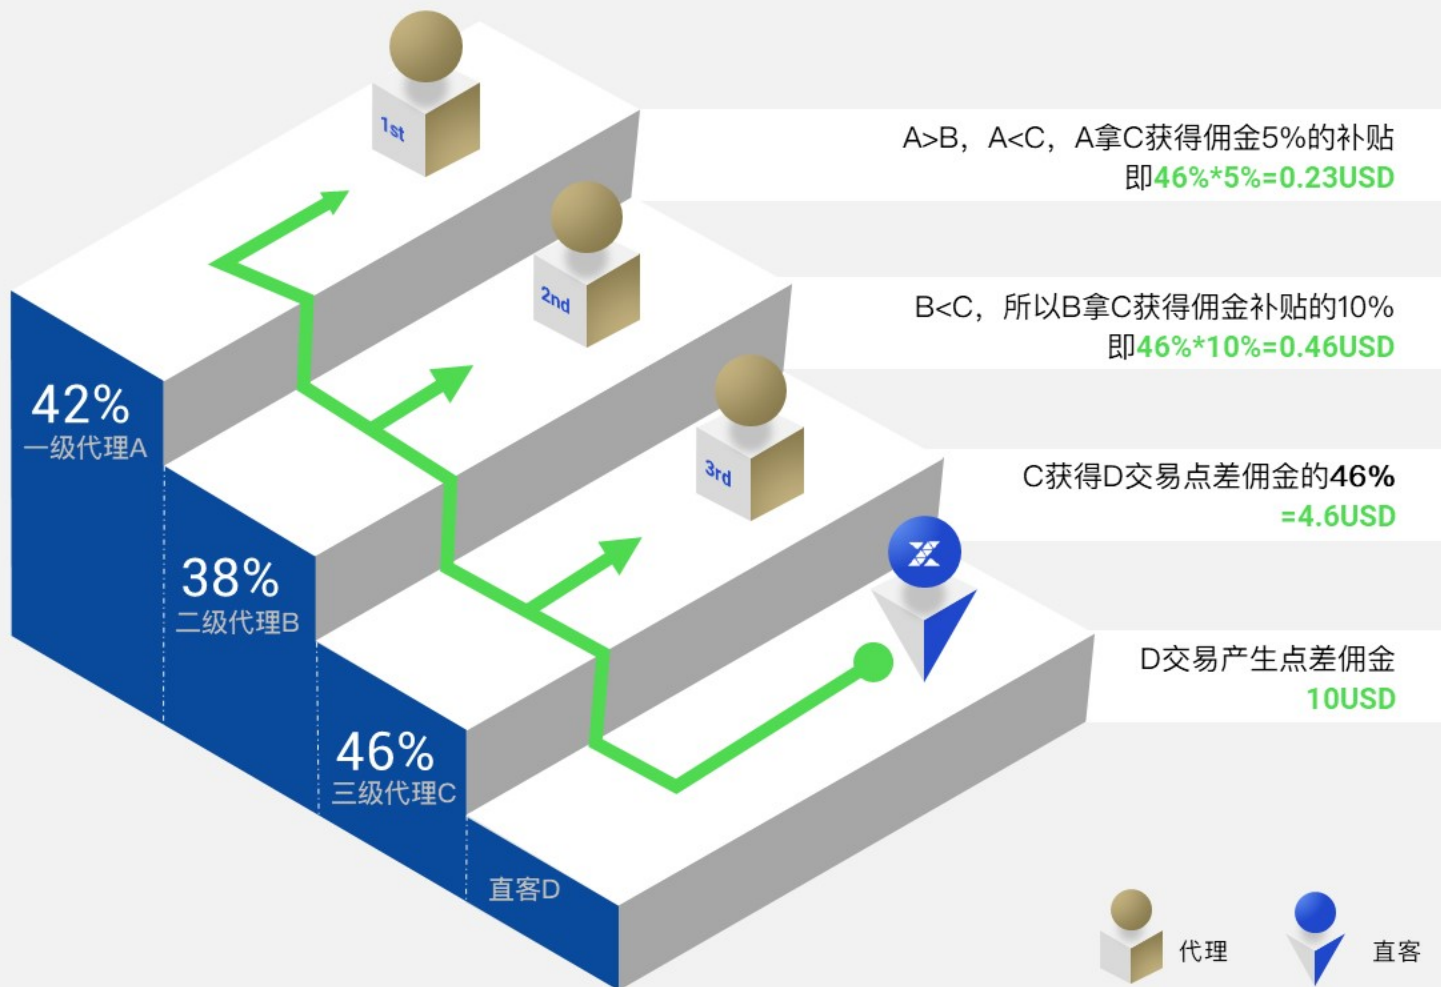 1st
A>B，A<C，A拿C获得佣金5%的补贴
即46%*5%=0.23USD
2nd
B<C，所以B拿C获得佣金补贴的10%
即46%*10%=0.46USD
42%
一级代理A
3rd
C获得D交易点差佣金的46%
=4.6USD
38%
二级代理B
D交易产生点差佣金
10USD
46%
三级代理C
直客D
代理
直客